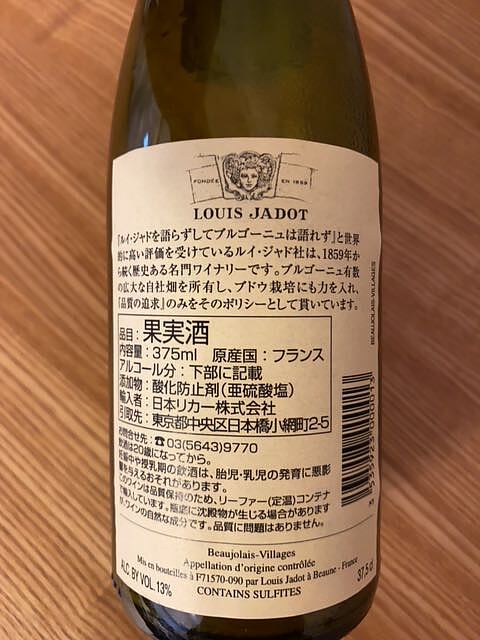 FONDÉE EN 1859
LOUIS JADOT
『ルイ・ジャドを語らずしてブルゴーニュは語れず』と世界
的に高い評価を受けているルイ・ジャド社は、1859年か
ら続く歴史ある名門ワイナリーです。ブルゴーニュ有数
の広大な自社畑を所有し、ブドウ栽培にも力を入れ、
『品質の追求』のみをそのポリシーとして貫いています。
品目：果実酒
内容量：375ml 原産国：フランス
アルコール分：下部に記載
添加物：酸化防止剤（亜硫酸塩）
輸入者：日本リカー株式会社
引取先：東京都中央区日本橋小網町2-5
お問合せ先：☎03(5643)9770
飲酒は20歳になってから。
妊娠中や授乳期の飲酒は、胎児・乳児の発育に悪影
響を与えるおそれがあります。
このワインは品質保持のため、リーファー(定温)コンテナ
で輸入しています。瓶底に沈殿物が生じる場合があります
が、ワインの自然な成分です。品質に問題はありません。
BEAUJOLAIS-VILLAGES
Beaujolais-Villages
Appellation d'origine contrôlée
Mis en bouteilles à F71570-090 par Louis Jadot à Beaune - France
ALC. BY VOL. 13%
37,5 cl
CONTAINS SULFITES